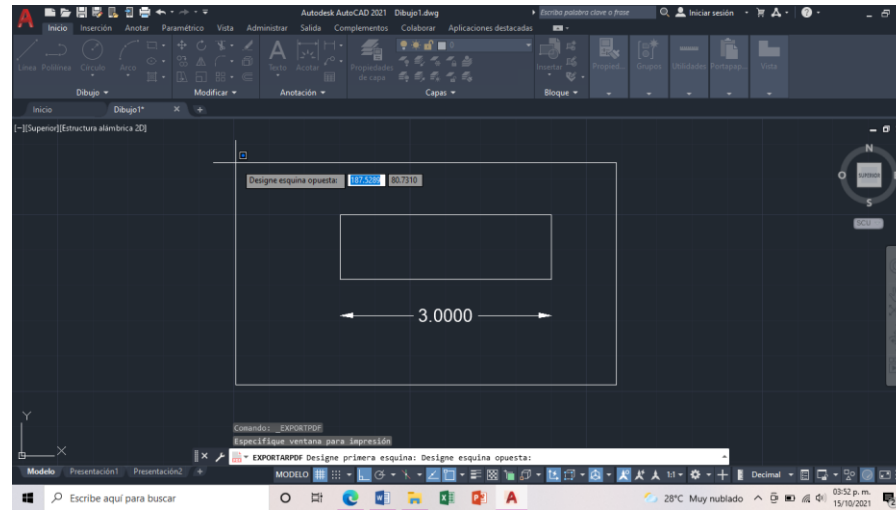 Autodesk AutoCAD 2021 Dibujo1.dwg
Escriba palabra clave o frase
Iniciar sesión
Inicio Inserción Anotar Paramétrico Vista Administrar Salida Complementos Colaborar Aplicaciones destacadas
Línea Polilínea Círculo Arco
Texto Acotar
Propiedades de capa
0
Insertar
Propied...
Grupos
Utilidades
Portapap...
Vista
Dibujo
Modificar
Anotación
Capas
Bloque
Inicio
Dibujo1*
[−][Superior][Estructura alámbrica 2D]
N
O
SUPERIOR
S
SCU
Designe esquina opuesta: 187.5289 80.7310
3.0000
Y
X
Comando: _EXPORTPDF
Especifique ventana para impresión
EXPORTARPDF Designe primera esquina: Designe esquina opuesta:
Modelo Presentación1 Presentación2 +
MODELO
1:1
Decimal
Escribe aquí para buscar
28°C Muy nublado
03:52 p. m.
15/10/2021